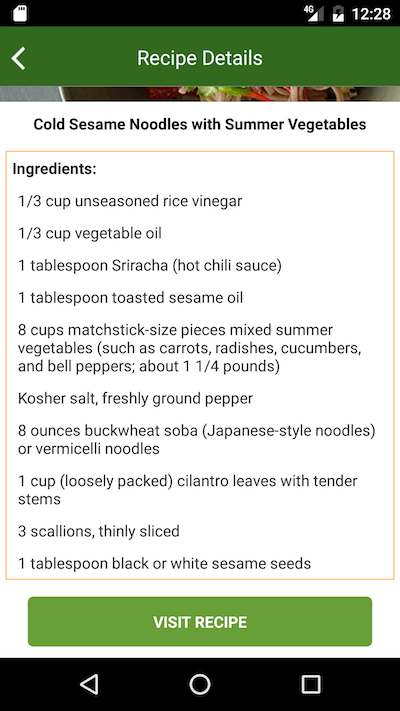 4G 12:28
Recipe Details
Cold Sesame Noodles with Summer Vegetables
Ingredients:
1/3 cup unseasoned rice vinegar
1/3 cup vegetable oil
1 tablespoon Sriracha (hot chili sauce)
1 tablespoon toasted sesame oil
8 cups matchstick-size pieces mixed summer
vegetables (such as carrots, radishes, cucumbers,
and bell peppers; about 1 1/4 pounds)
Kosher salt, freshly ground pepper
8 ounces buckwheat soba (Japanese-style noodles)
or vermicelli noodles
1 cup (loosely packed) cilantro leaves with tender
stems
3 scallions, thinly sliced
1 tablespoon black or white sesame seeds
VISIT RECIPE